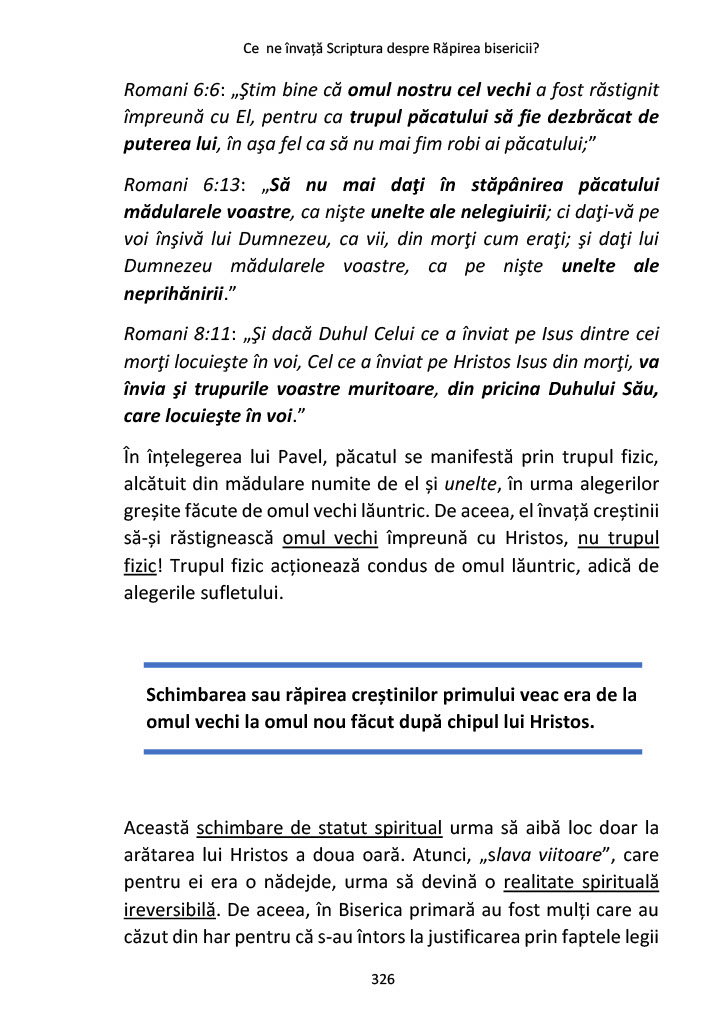 Ce  ne învață Scriptura despre Răpirea bisericii?
Romani 6:6: „Ştim bine că omul nostru cel vechi a fost răstignit
împreună cu El, pentru ca trupul păcatului să fie dezbrăcat de
puterea lui, în aşa fel ca să nu mai fim robi ai păcatului;”
Romani 6:13: „Să nu mai daţi în stăpânirea păcatului
mădularele voastre, ca nişte unelte ale nelegiuirii; ci daţi-vă pe
voi înşivă lui Dumnezeu, ca vii, din morţi cum eraţi; şi daţi lui
Dumnezeu mădularele voastre, ca pe nişte unelte ale
neprihănirii.”
Romani 8:11: „Şi dacă Duhul Celui ce a înviat pe Isus dintre cei
morţi locuieşte în voi, Cel ce a înviat pe Hristos Isus din morţi, va
învia şi trupurile voastre muritoare, din pricina Duhului Său,
care locuieşte în voi.”
În înțelegerea lui Pavel, păcatul se manifestă prin trupul fizic,
alcătuit din mădulare numite de el și unelte, în urma alegerilor
greșite făcute de omul vechi lăuntric. De aceea, el învață creștinii
să-și răstignească omul vechi împreună cu Hristos, nu trupul
fizic! Trupul fizic acționează condus de omul lăuntric, adică de
alegerile sufletului.
Schimbarea sau răpirea creștinilor primului veac era de la
omul vechi la omul nou făcut după chipul lui Hristos.
Această schimbare de statut spiritual urma să aibă loc doar la
arătarea lui Hristos a doua oară. Atunci, „slava viitoare”, care
pentru ei era o nădejde, urma să devină o realitate spirituală
ireversibilă. De aceea, în Biserica primară au fost mulți care au
căzut din har pentru că s-au întors la justificarea prin faptele legii
326